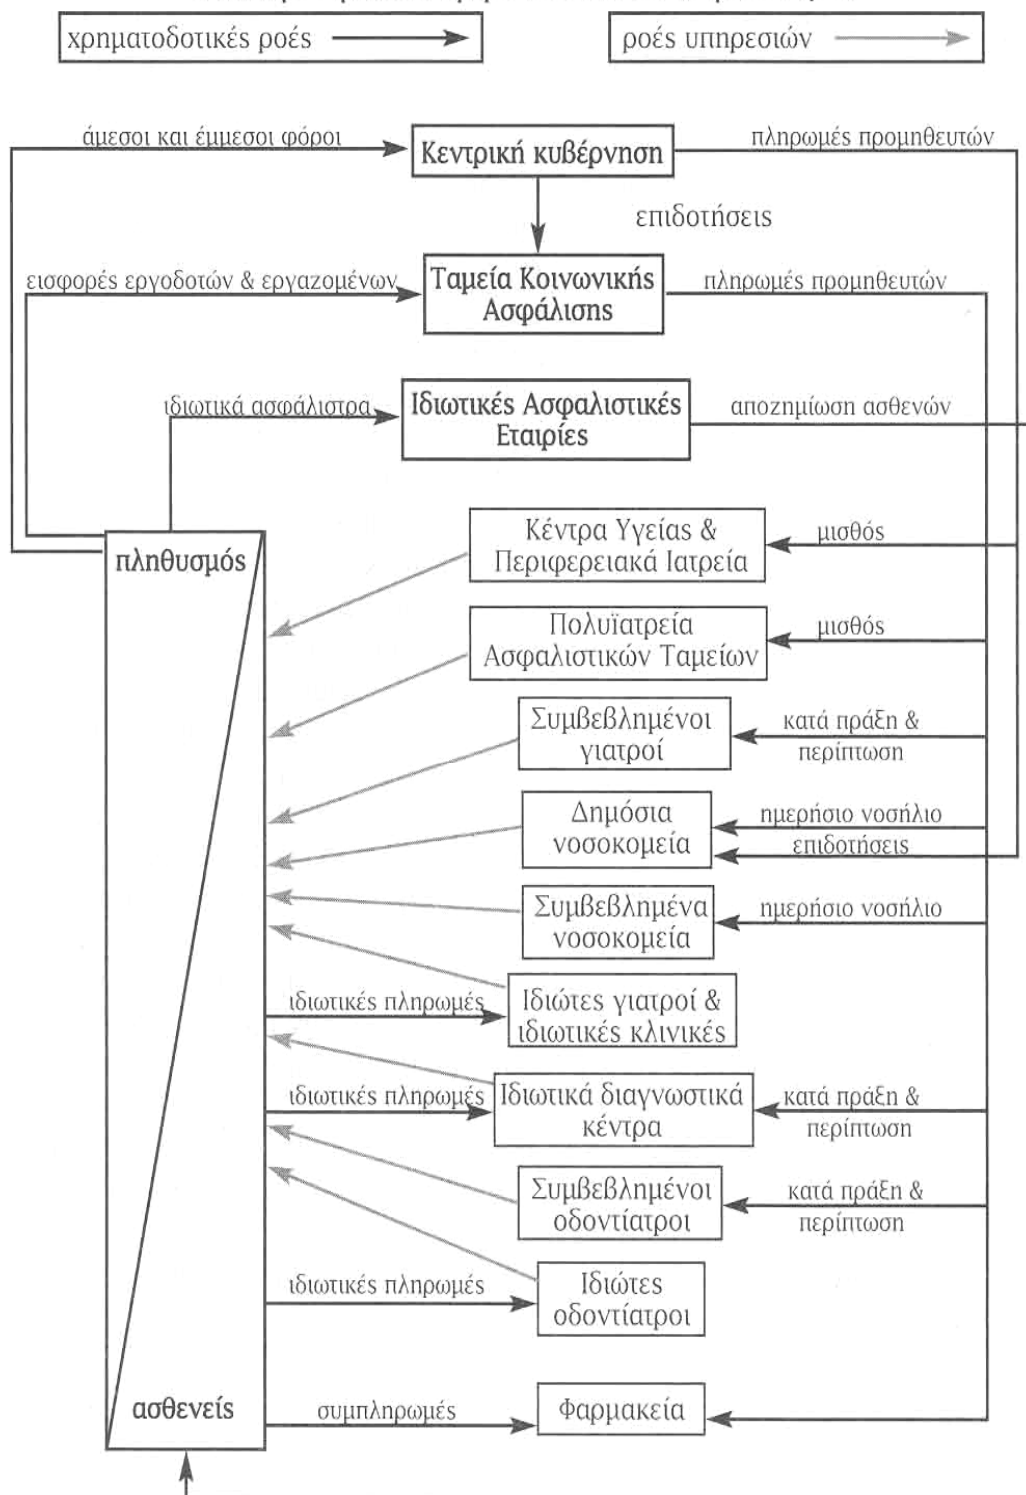 χρηματοδοτικές ροές
ροές υπηρεσιών
άμεσοι και έμμεσοι φόροι
Κεντρική κυβέρνηση
πληρωμές προμηθευτών
επιδοτήσεις
εισφορές εργοδοτών & εργαζομένων
Ταμεία Κοινωνικής
Ασφάλισης
πληρωμές προμηθευτών
ιδιωτικά ασφάλιστρα
Ιδιωτικές Ασφαλιστικές
Εταιρίες
αποζημίωση ασθενών
πληθυσμός
Κέντρα Υγείας &
Περιφερειακά Ιατρεία
μισθός
Πολυϊατρεία
Ασφαλιστικών Ταμείων
μισθός
Συμβεβλημένοι
γιατροί
κατά πράξη &
περίπτωση
Δημόσια
νοσοκομεία
ημερήσιο νοσήλιο
επιδοτήσεις
Συμβεβλημένα
νοσοκομεία
ημερήσιο νοσήλιο
ιδιωτικές πληρωμές
Ιδιώτες γιατροί &
ιδιωτικές κλινικές
ιδιωτικές πληρωμές
Ιδιωτικά διαγνωστικά
κέντρα
κατά πράξη &
περίπτωση
Συμβεβλημένοι
οδοντίατροι
κατά πράξη &
περίπτωση
ιδιωτικές πληρωμές
Ιδιώτες
οδοντίατροι
ασθενείς
συμπληρωμές
Φαρμακεία